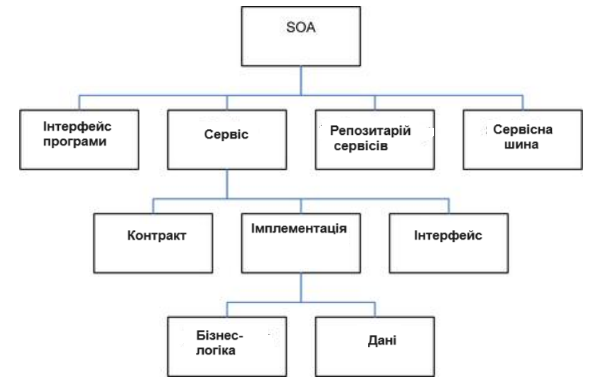 SOA
Інтерфейс
програми
Сервіс
Репозитарій
сервісів
Сервісна
шина
Контракт
Імплементація
Інтерфейс
Бізнес-
логіка
Дані